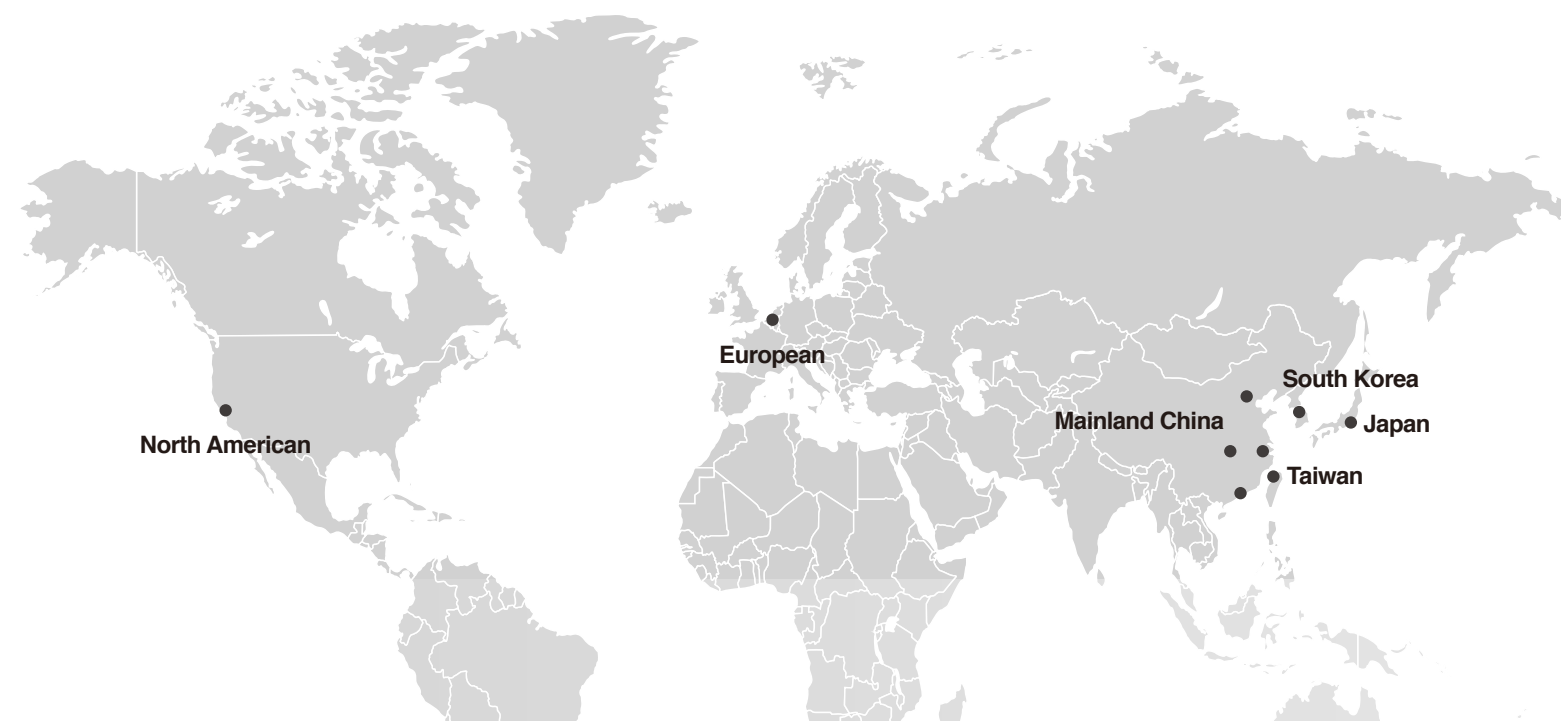 European
South Korea
Mainland China
Japan
North American
Taiwan